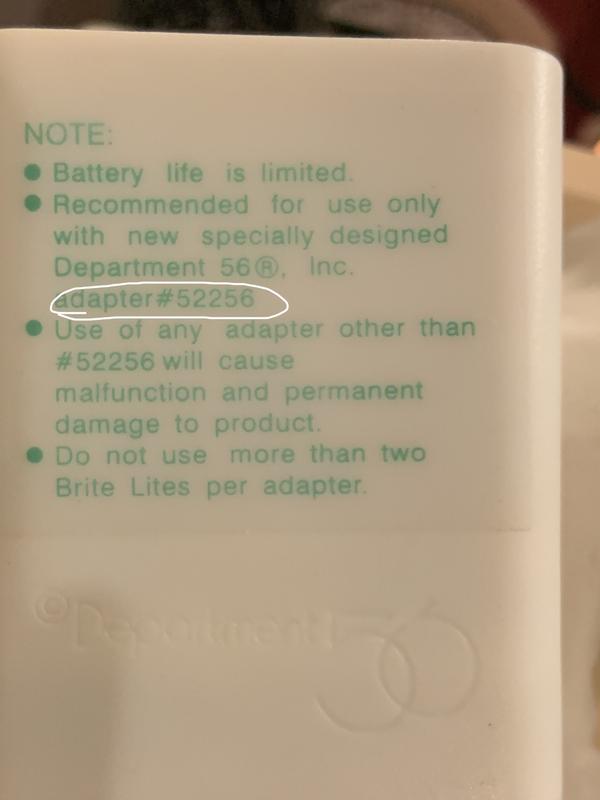 NOTE:
● Battery life is limited.
● Recommended for use only
with new specially designed
Department 56®, Inc.
adapter#52256
● Use of any adapter other than
#52256 will cause
malfunction and permanent
damage to product.
● Do not use more than two
Brite Lites per adapter.
©Department 56